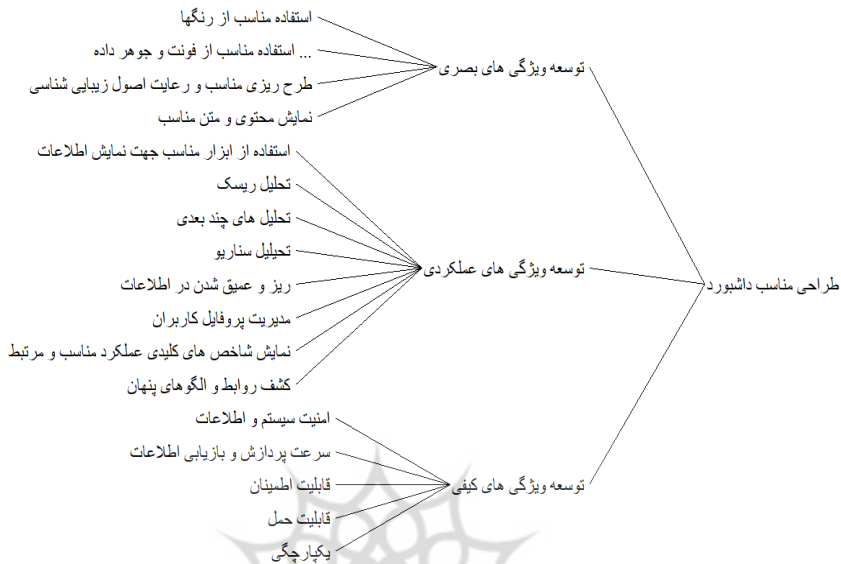 طراحی مناسب داشبورد
توسعه ویژگی های بصری
استفاده مناسب از رنگها
... استفاده مناسب از فونت و جوهر داده
طرح ریزی مناسب و رعایت اصول زیبایی شناسی
نمایش محتوی و متن مناسب
توسعه ویژگی های عملکردی
استفاده از ابزار مناسب جهت نمایش اطلاعات
تحلیل ریسک
تحلیل های چند بعدی
تحیلیل سناریو
ریز و عمیق شدن در اطلاعات
مدیریت پروفایل کاربران
نمایش شاخص های کلیدی عملکرد مناسب و مرتبط
کشف روابط و الگوهای پنهان
توسعه ویژگی های کیفی
امنیت سیستم و اطلاعات
سرعت پردازش و بازیابی اطلاعات
قابلیت اطمینان
قابلیت حمل
یکپارچگی